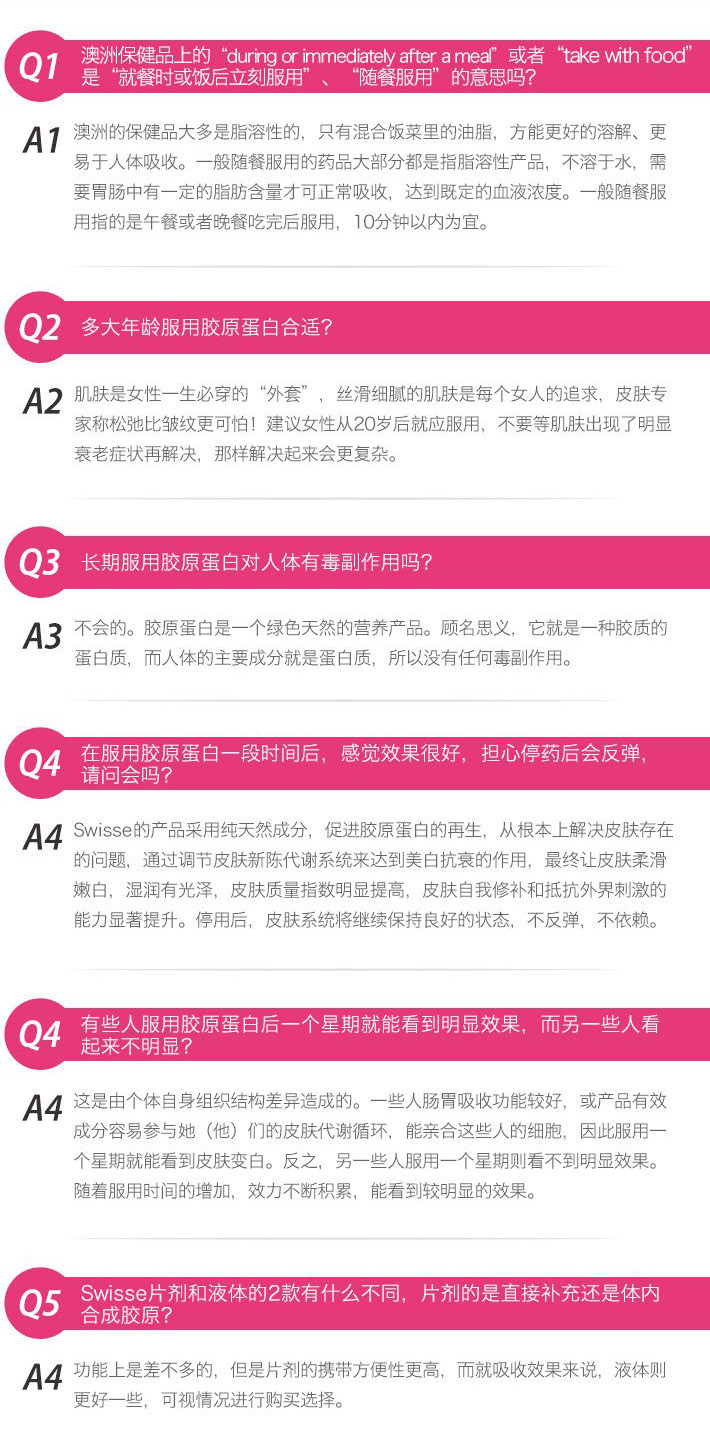 Q1
澳洲保健品上的“during or immediately after a meal”或者“take with food”
是“就餐时或饭后立刻服用”、“随餐服用”的意思吗？
A1
澳洲的保健品大多是脂溶性的，只有混合饭菜里的油脂，方能更好的溶解、更
易于人体吸收。一般随餐服用的药品大部分都是指脂溶性产品，不溶于水，需
要胃肠中有一定的脂肪含量才可正常吸收，达到既定的血液浓度。一般随餐服
用指的是午餐或者晚餐吃完后服用，10分钟以内为宜。
Q2
多大年龄服用胶原蛋白合适？
A2
肌肤是女性一生必穿的“外套”，丝滑细腻的肌肤是每个女人的追求，皮肤专
家称松弛比皱纹更可怕！建议女性从20岁后就应服用，不要等肌肤出现了明显
衰老症状再解决，那样解决起来会更复杂。
Q3
长期服用胶原蛋白对人体有毒副作用吗？
A3
不会的。胶原蛋白是一个绿色天然的营养产品。顾名思义，它就是一种胶质的
蛋白质，而人体的主要成分就是蛋白质，所以没有任何毒副作用。
Q4
在服用胶原蛋白一段时间后，感觉效果很好，担心停药后会反弹，
请问会吗？
A4
Swisse的产品采用纯天然成分，促进胶原蛋白的再生，从根本上解决皮肤存在
的问题，通过调节皮肤新陈代谢系统来达到美白抗衰的作用，最终让皮肤柔滑
嫩白，湿润有光泽，皮肤质量指数明显提高，皮肤自我修补和抵抗外界刺激的
能力显著提升。停用后，皮肤系统将继续保持良好的状态，不反弹，不依赖。
Q4
有些人服用胶原蛋白后一个星期就能看到明显效果，而另一些人看
起来不明显？
A4
这是由个体自身组织结构差异造成的。一些人肠胃吸收功能较好，或产品有效
成分容易参与她（他）们的皮肤代谢循环，能亲合这些人的细胞，因此服用一
个星期就能看到皮肤变白。反之，另一些人服用一个星期则看不到明显效果。
随着服用时间的增加，效力不断积累，能看到较明显的效果。
Q5
Swisse片剂和液体的2款有什么不同，片剂的是直接补充还是体内
合成胶原？
A4
功能上是差不多的，但是片剂的携带方便性更高，而就吸收效果来说，液体则
更好一些，可视情况进行购买选择。